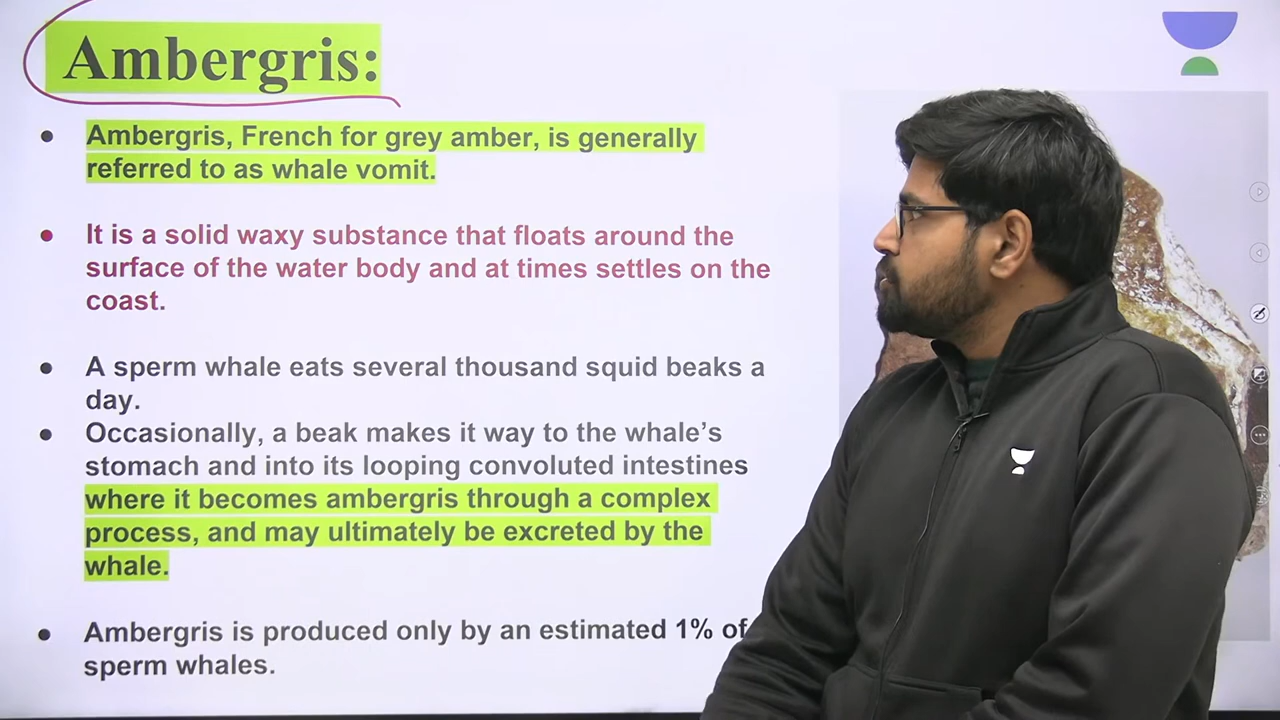 Ambergris:
• Ambergris, French for grey amber, is generally
referred to as whale vomit.
• It is a solid waxy substance that floats around the
surface of the water body and at times settles on the
coast.
• A sperm whale eats several thousand squid beaks a
day.
• Occasionally, a beak makes it way to the whale’s
stomach and into its looping convoluted intestines
where it becomes ambergris through a complex
process, and may ultimately be excreted by the
whale.
• Ambergris is produced only by an estimated 1% of
sperm whales.